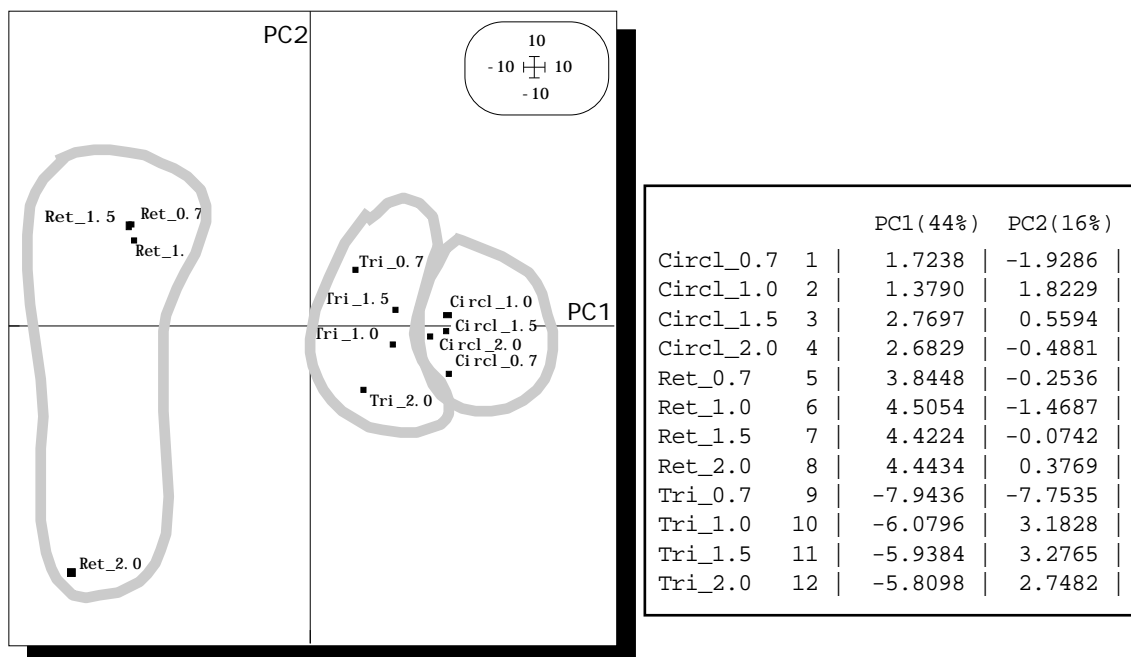 PC2
10
-10 10
-10
Ret_1.5 Ret_0.7
Ret_1.
Tri_0.7
Tri_1.5
Circl_1.0
PC1
Circl_1.5
Tri_1.0
Circl_2.0
Circl_0.7
Tri_2.0
Ret_2.0
PC1(44%) PC2(16%)
Circl_0.7 1 | 1.7238 | -1.9286 |
Circl_1.0 2 | 1.3790 | 1.8229 |
Circl_1.5 3 | 2.7697 | 0.5594 |
Circl_2.0 4 | 2.6829 | -0.4881 |
Ret_0.7 5 | 3.8448 | -0.2536 |
Ret_1.0 6 | 4.5054 | -1.4687 |
Ret_1.5 7 | 4.4224 | -0.0742 |
Ret_2.0 8 | 4.4434 | 0.3769 |
Tri_0.7 9 | -7.9436 | -7.7535 |
Tri_1.0 10 | -6.0796 | 3.1828 |
Tri_1.5 11 | -5.9384 | 3.2765 |
Tri_2.0 12 | -5.8098 | 2.7482 |